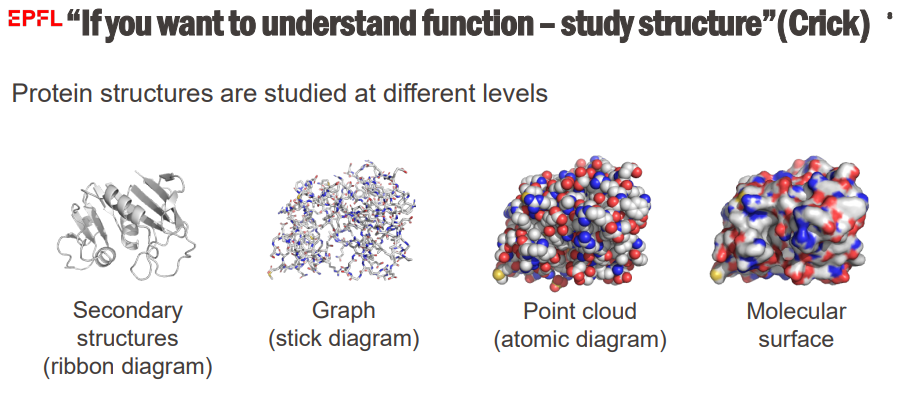 EPFL "If you want to understand function – study structure" (Crick)
Protein structures are studied at different levels
Secondary
structures
(ribbon diagram)
Graph
(stick diagram)
Point cloud
(atomic diagram)
Molecular
surface